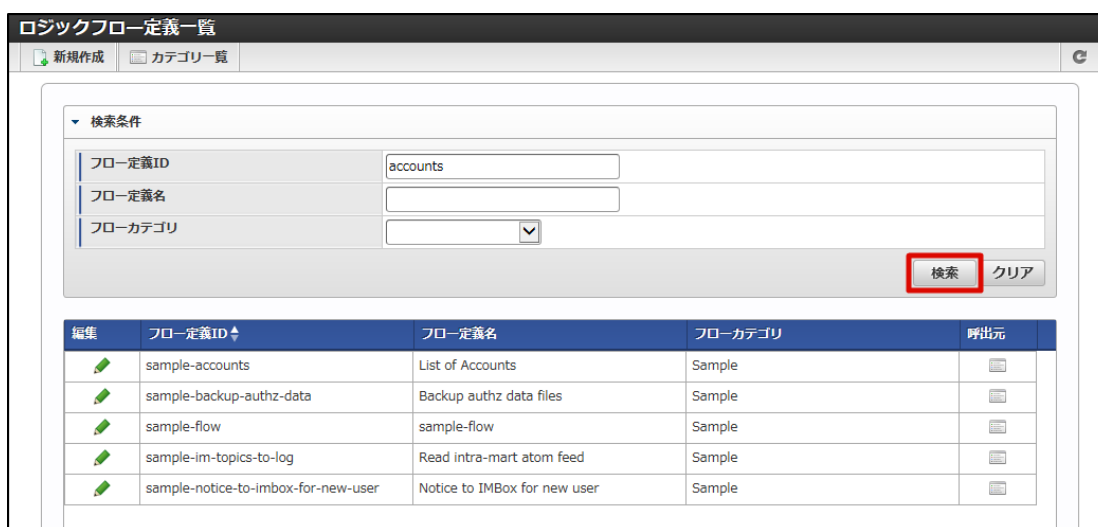 ロジックフロー定義一覧
新規作成 カテゴリ一覧
検索条件
フロー定義ID accounts
フロー定義名
フローカテゴリ
検索 クリア
編集 フロー定義ID フロー定義名 フローカテゴリ 呼出元
sample-accounts List of Accounts Sample
sample-backup-authz-data Backup authz data files Sample
sample-flow sample-flow Sample
sample-im-topics-to-log Read intra-mart atom feed Sample
sample-notice-to-imbox-for-new-user Notice to IMBox for new user Sample